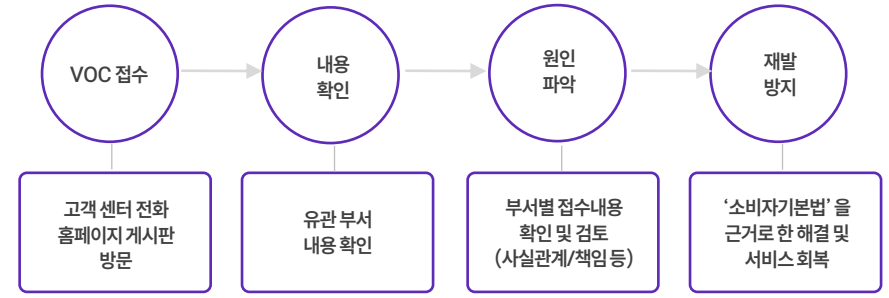 VOC 접수
내용
확인
원인
파악
재발
방지
고객 센터 전화
홈페이지 게시판
방문
유관 부서
내용 확인
부서별 접수내용
확인 및 검토
(사실관계/책임 등)
‘소비자기본법’ 을
근거로 한 해결 및
서비스 회복